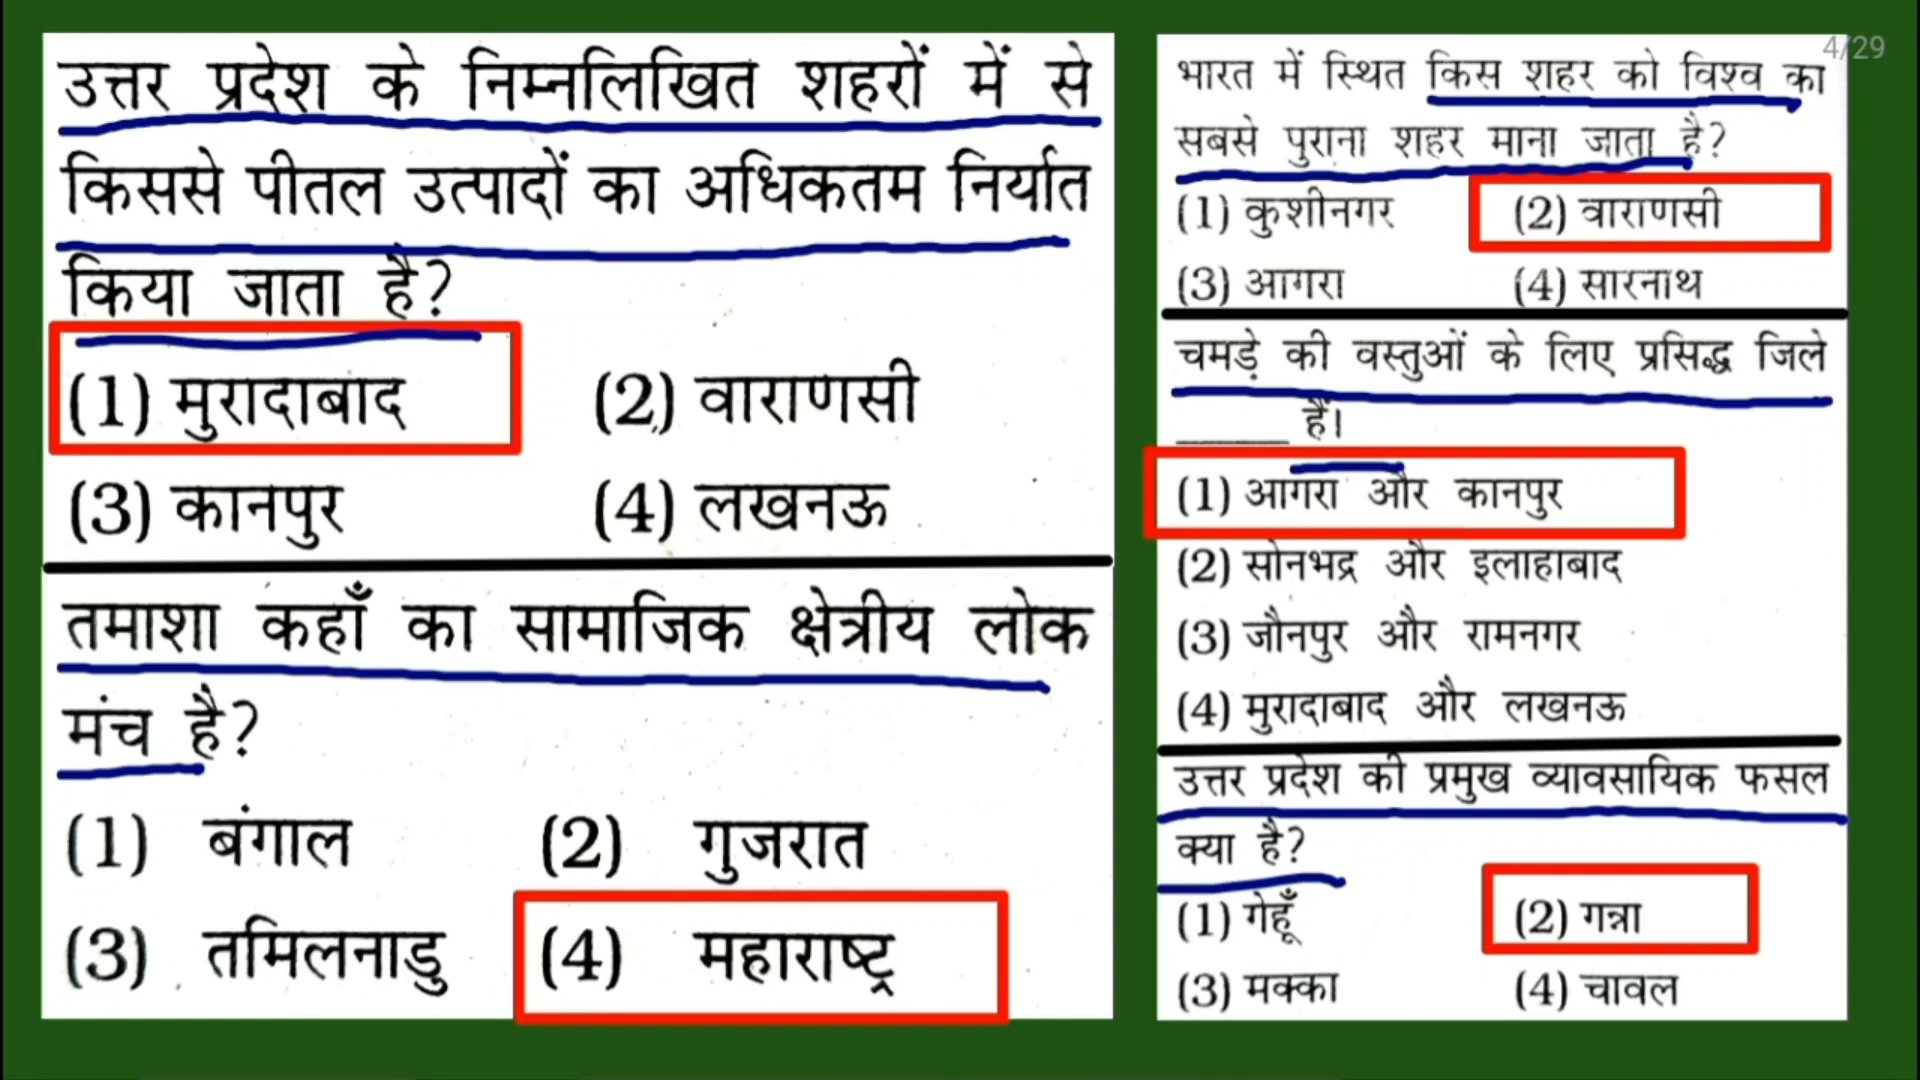 उत्तर प्रदेश के निम्नलिखित शहरों में से
किससे पीतल उत्पादों का अधिकतम निर्यात
किया जाता है?
(1) मुरादाबाद (2) वाराणसी
(3) कानपुर (4) लखनऊ
तमाशा कहाँ का सामाजिक क्षेत्रीय लोक
मंच है?
(1) बंगाल (2) गुजरात
(3) तमिलनाडु (4) महाराष्ट्र
4/29
भारत में स्थित किस शहर को विश्व का
सबसे पुराना शहर माना जाता है?
(1) कुशीनगर (2) वाराणसी
(3) आगरा (4) सारनाथ
चमड़े की वस्तुओं के लिए प्रसिद्ध जिले
______ हैं।
(1) आगरा और कानपुर
(2) सोनभद्र और इलाहाबाद
(3) जौनपुर और रामनगर
(4) मुरादाबाद और लखनऊ
उत्तर प्रदेश की प्रमुख व्यावसायिक फसल
क्या है?
(1) गेहूँ (2) गन्ना
(3) मक्का (4) चावल